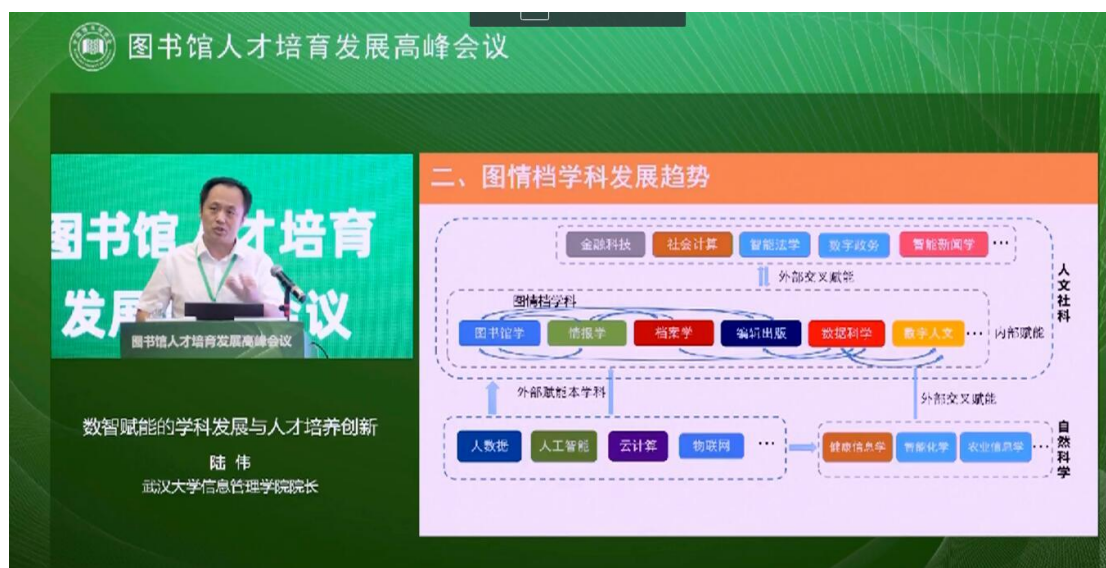 图书馆人才培育发展高峰会议
图书馆人才培育
发展
会议
图书馆人才培育发展高峰会议
数智赋能的学科发展与人才培养创新
陆 伟
武汉大学信息管理学院院长
二、图情档学科发展趋势
金融科技 社会计算 智能法学 数字政务 智能新闻学 ···
外部交叉赋能
人文社科
图情档学科
图书馆学 情报学 档案学 编辑出版 数据科学 数字人文 ··· 内部赋能
外部赋能本学科
外部交叉赋能
大数据 人工智能 云计算 物联网 ···
健康信息学 智能化学 农业信息学 ···
自然科学